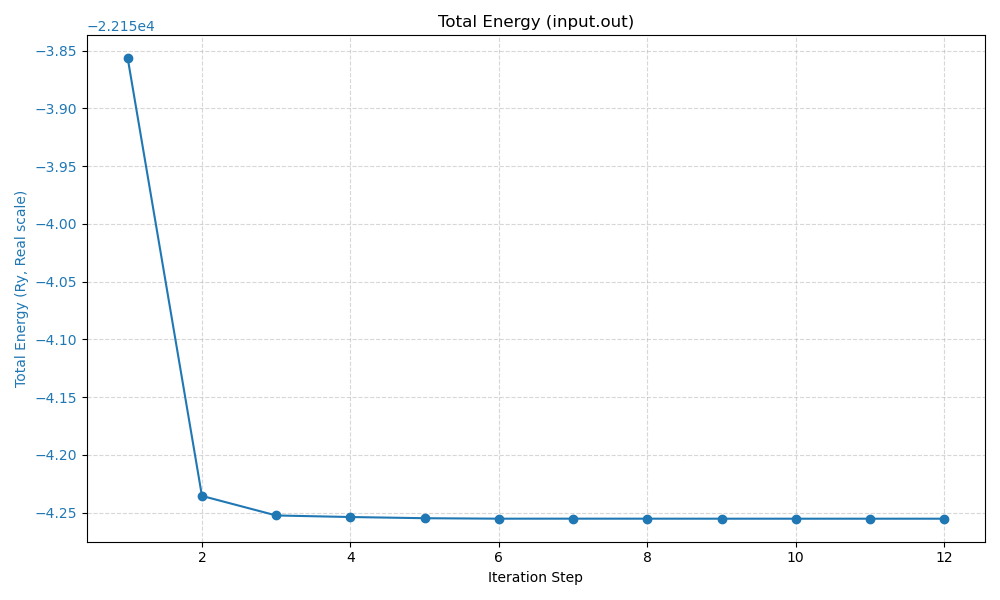 Total Energy (input.out)
−2.215e4
−3.85
−3.90
−3.95
−4.00
−4.05
−4.10
−4.15
−4.20
−4.25
Total Energy (Ry, Real scale)
2 4 6 8 10 12
Iteration Step